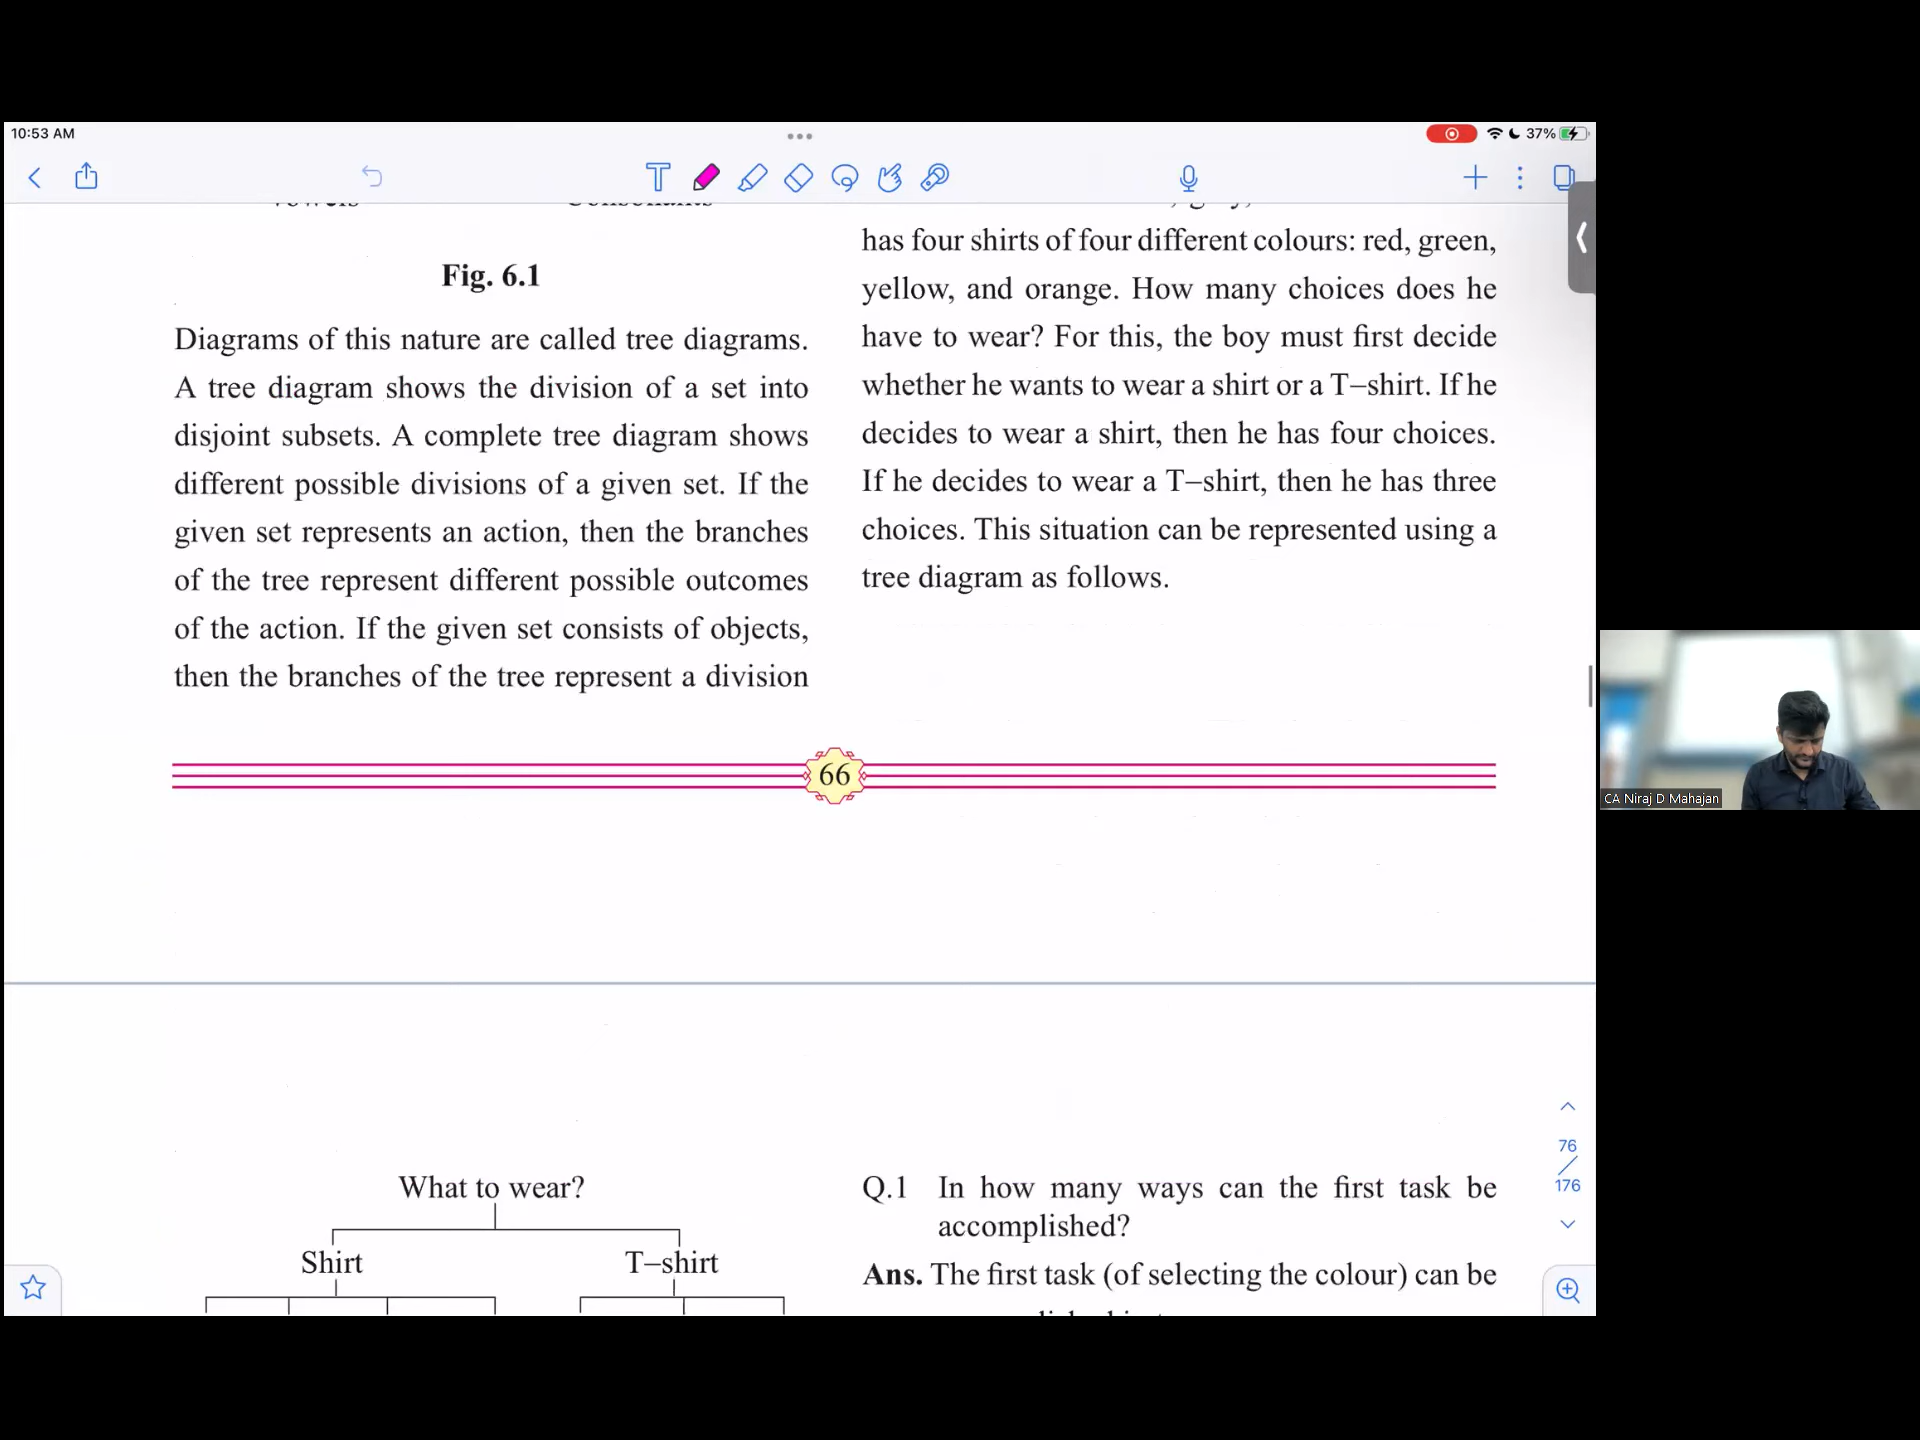 10:53 AM
37%
Fig. 6.1
Diagrams of this nature are called tree diagrams.
A tree diagram shows the division of a set into
disjoint subsets. A complete tree diagram shows
different possible divisions of a given set. If the
given set represents an action, then the branches
of the tree represent different possible outcomes
of the action. If the given set consists of objects,
then the branches of the tree represent a division
has four shirts of four different colours: red, green,
yellow, and orange. How many choices does he
have to wear? For this, the boy must first decide
whether he wants to wear a shirt or a T–shirt. If he
decides to wear a shirt, then he has four choices.
If he decides to wear a T–shirt, then he has three
choices. This situation can be represented using a
tree diagram as follows.
66
What to wear?
Shirt T–shirt
Q.1 In how many ways can the first task be
accomplished?
Ans. The first task (of selecting the colour) can be
76
176
CA Niraj D Mahajan